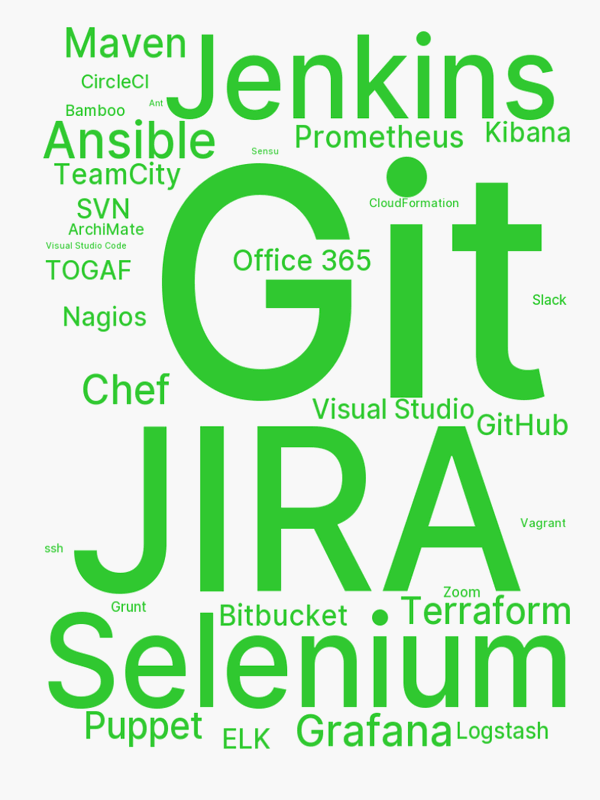 Maven
Jenkins
CircleCI
Ant
Bamboo
Ansible
Prometheus
Kibana
Sensu
TeamCity
Git
CloudFormation
SVN
ArchiMate
Visual Studio Code
Office 365
TOGAF
Slack
Nagios
Chef
Visual Studio
GitHub
JIRA
Vagrant
ssh
Zoom
Grunt
Bitbucket
Terraform
Selenium
Puppet
ELK
Grafana
Logstash